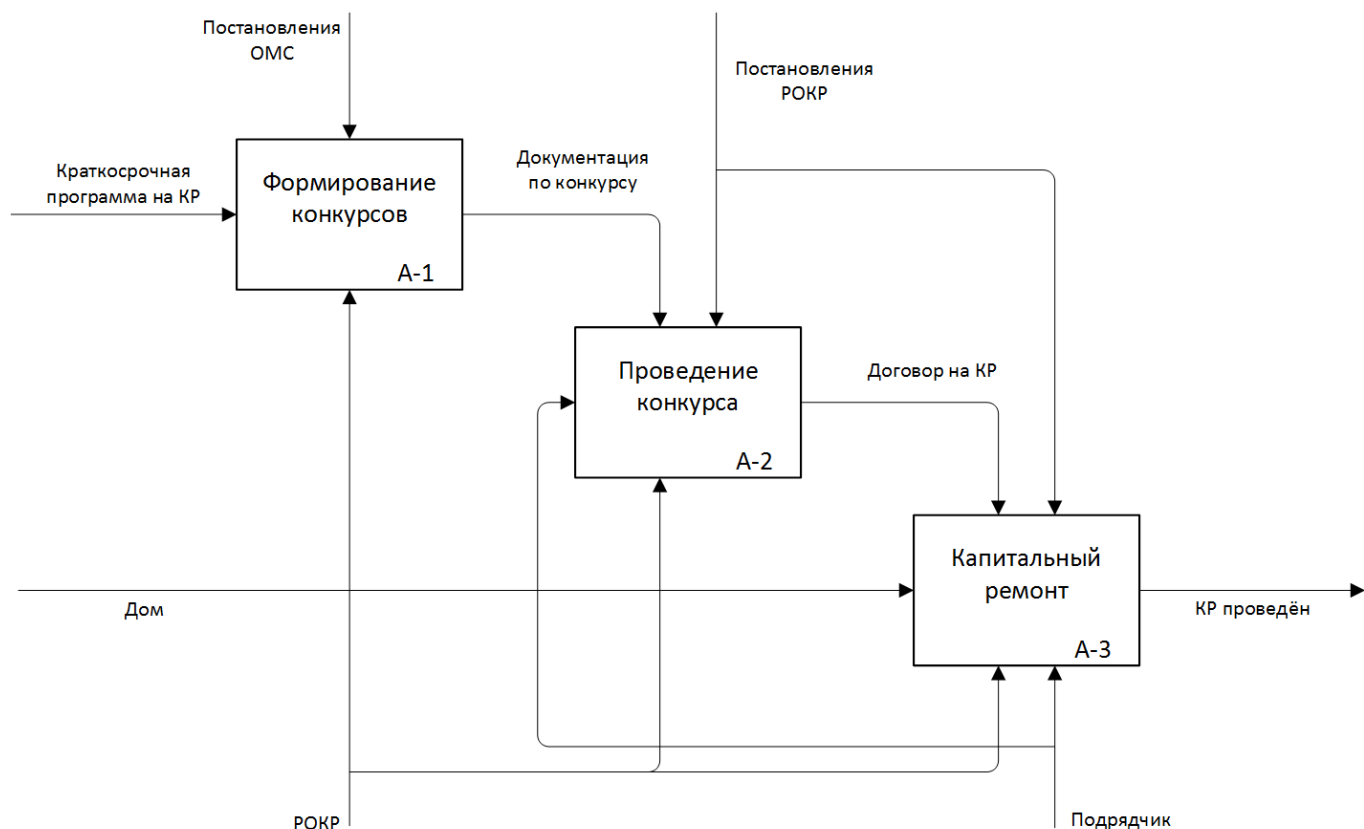 Постановления
ОМС
Постановления
РОКР
Краткосрочная
программа на КР
Формирование
конкурсов
А-1
Документация
по конкурсу
Проведение
конкурса
А-2
Договор на КР
Капитальный
ремонт
А-3
Дом
КР проведён
РОКР
Подрядчик